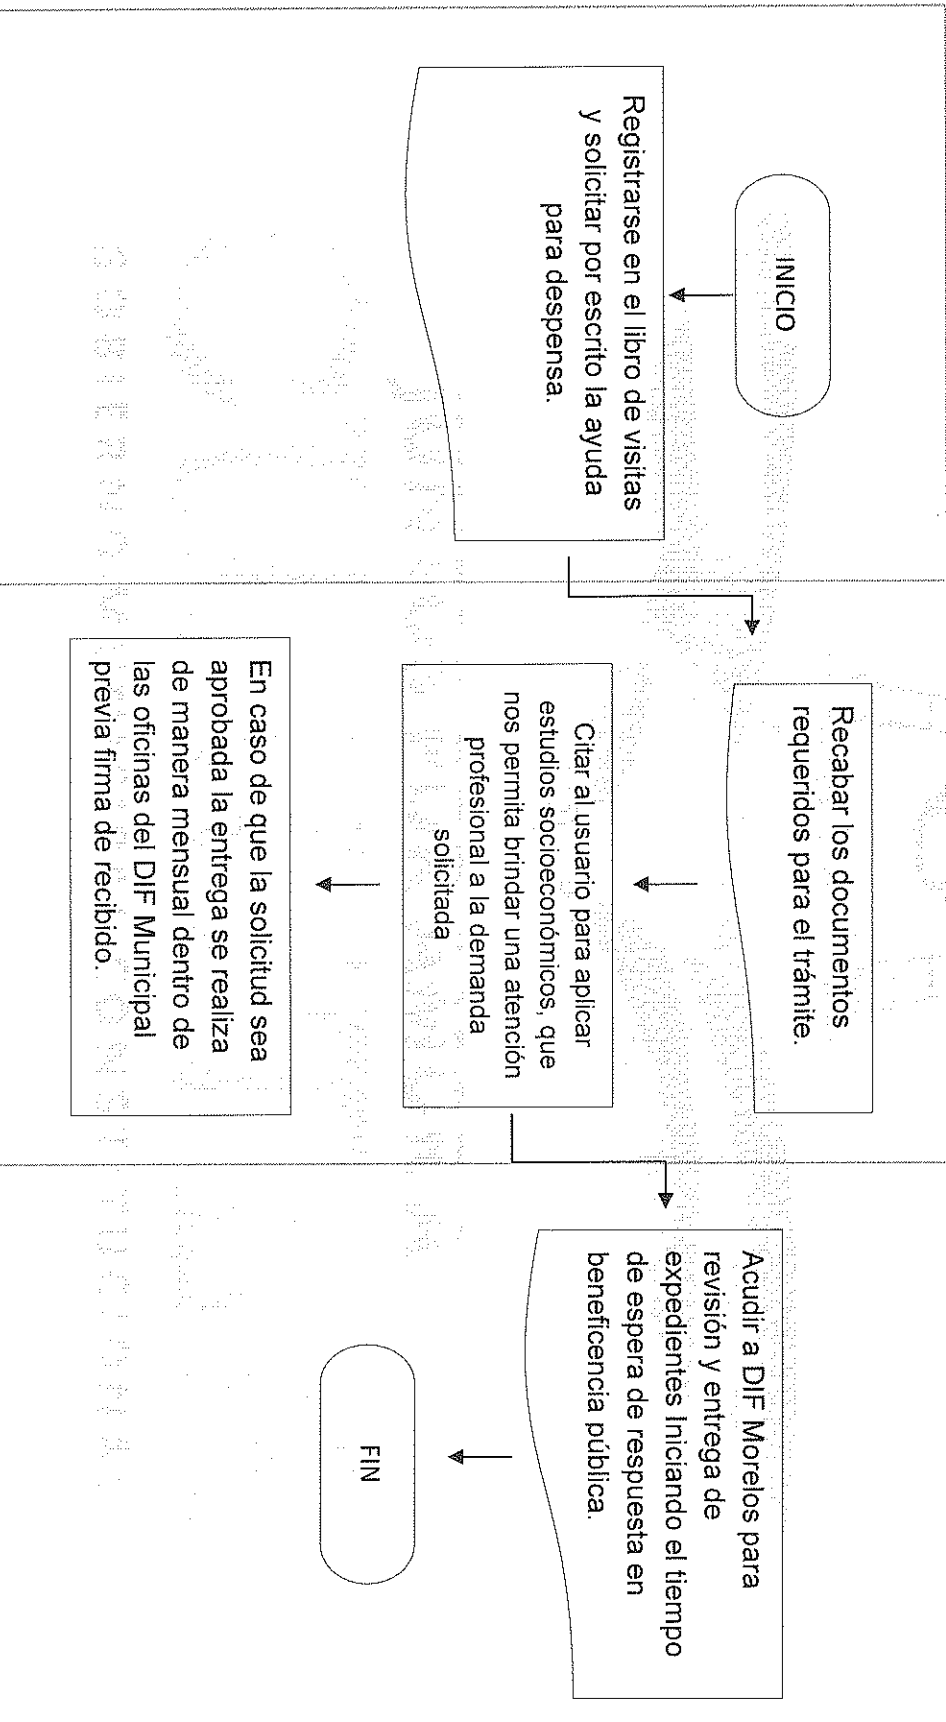 INICIO
Registrarse en el libro de visitas
y solicitar por escrito la ayuda
para despensa.
Recabar los documentos
requeridos para el trámite.
Citar al usuario para aplicar
estudios socioeconómicos, que
nos permita brindar una atención
profesional a la demanda
solicitada
En caso de que la solicitud sea
aprobada la entrega se realiza
de manera mensual dentro de
las oficinas del DIF Municipal
previa firma de recibido.
Acudir a DIF Morelos para
revisión y entrega de
expedientes Iniciando el tiempo
de espera de respuesta en
beneficencia pública.
FIN